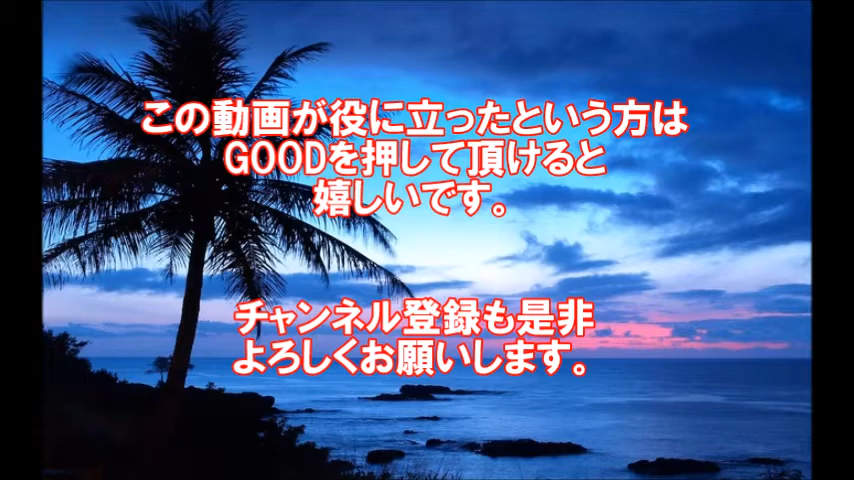 この動画が役に立ったという方は
GOODを押して頂けると
嬉しいです。
チャンネル登録も是非
よろしくお願いします。